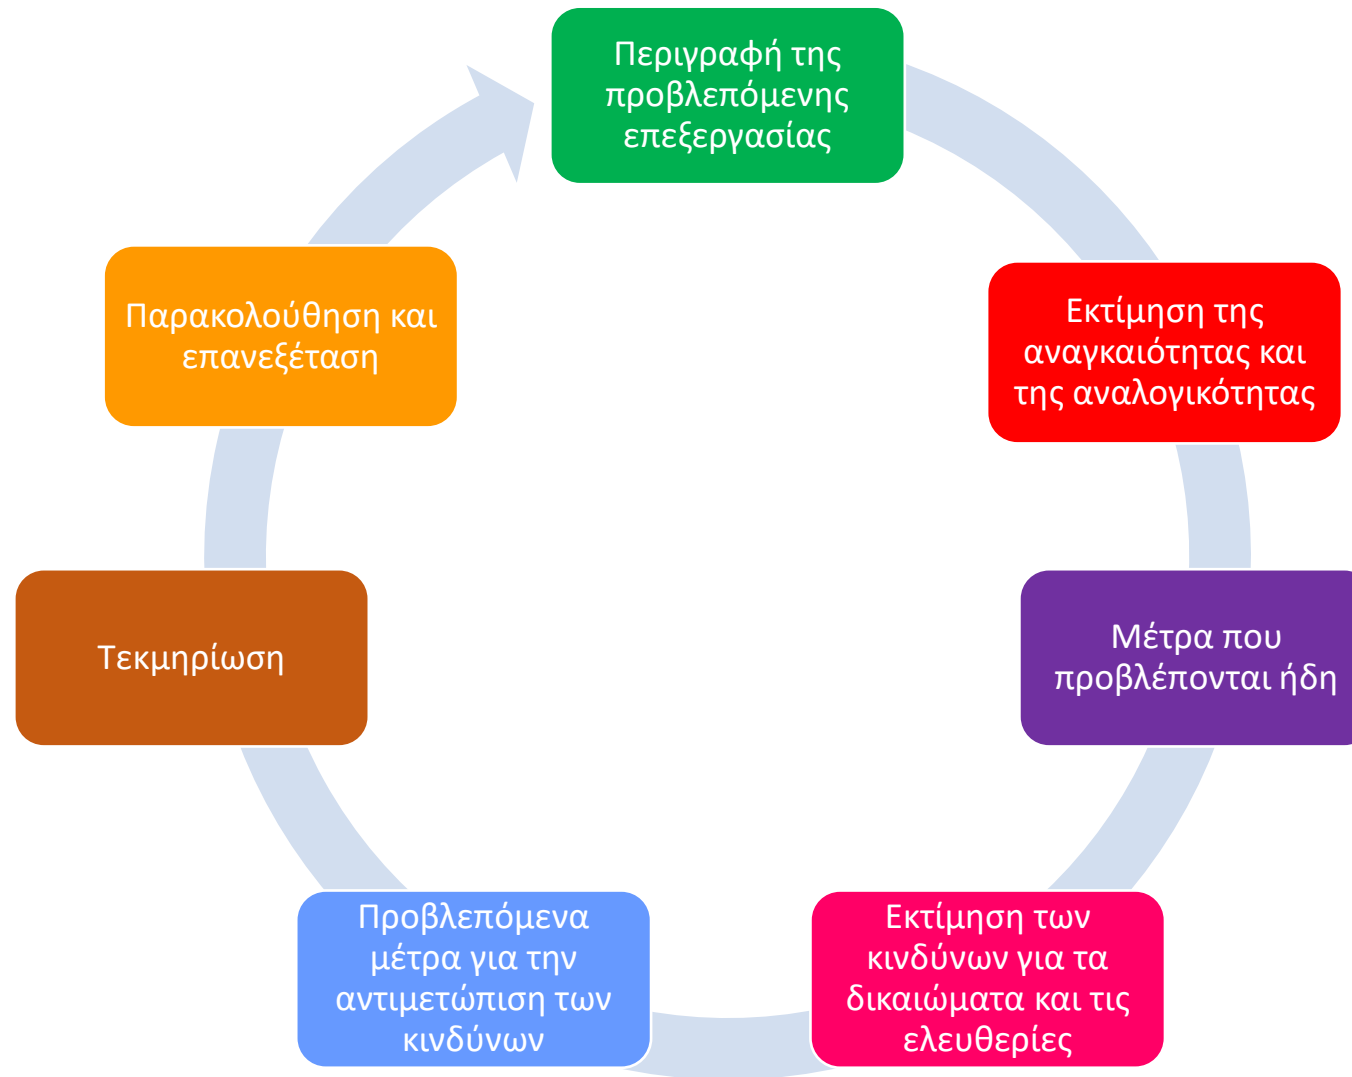 Περιγραφή της
προβλεπόμενης
επεξεργασίας
Εκτίμηση της
αναγκαιότητας και
της αναλογικότητας
Μέτρα που
προβλέπονται ήδη
Εκτίμηση των
κινδύνων για τα
δικαιώματα και τις
ελευθερίες
Προβλεπόμενα
μέτρα για την
αντιμετώπιση των
κινδύνων
Τεκμηρίωση
Παρακολούθηση και
επανεξέταση